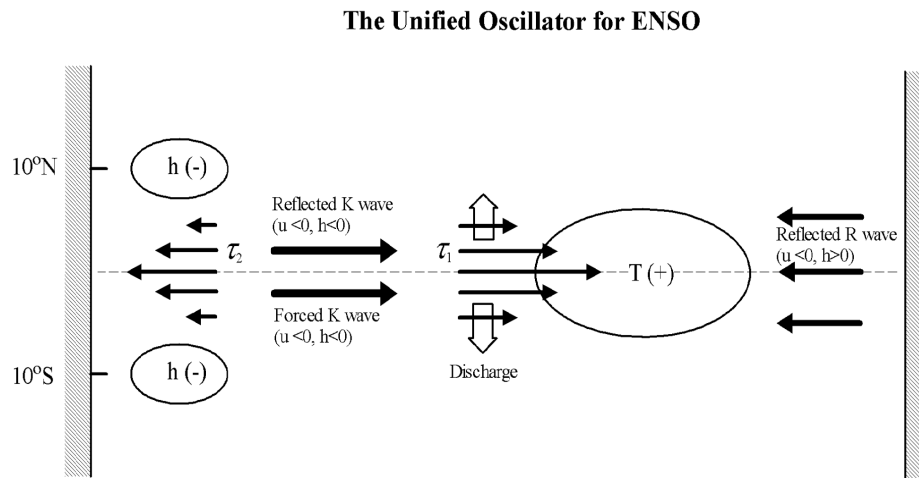 The Unified Oscillator for ENSO
10°N
h (-)
Reflected K wave
(u <0, h<0)
τ2
τ1
Reflected R wave
(u <0, h>0)
T (+)
Forced K wave
(u <0, h<0)
10°S
h (-)
Discharge